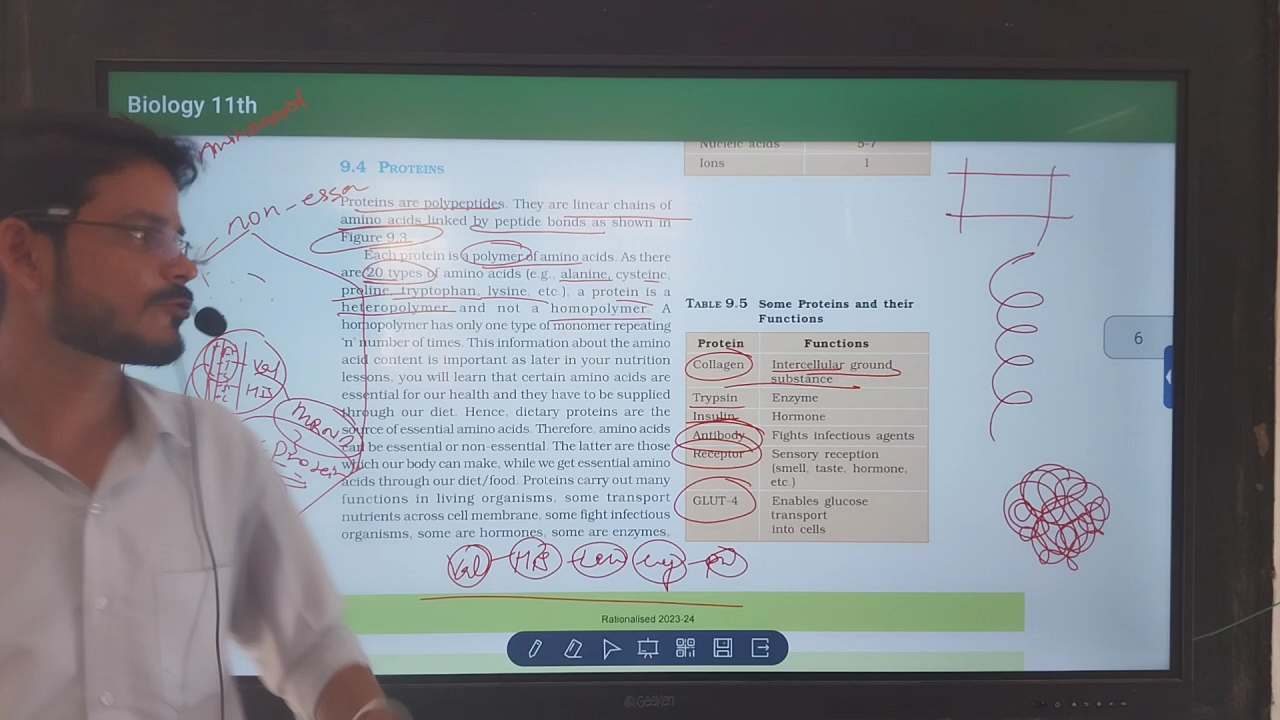 Biology 11th
Aminoacid
9.4 PROTEINS
non-essen
Proteins are polypeptides. They are linear chains of
amino acids linked by peptide bonds as shown in
Figure 9.3.
Each protein is a polymer of amino acids. As there
are 20 types of amino acids (e.g., alanine, cysteine,
proline, tryptophan, lysine, etc.), a protein is a
heteropolymer and not a homopolymer. A
homopolymer has only one type of monomer repeating
'n' number of times. This information about the amino
acid content is important as later in your nutrition
lessons, you will learn that certain amino acids are
essential for our health and they have to be supplied
through our diet. Hence, dietary proteins are the
source of essential amino acids. Therefore, amino acids
can be essential or non-essential. The latter are those
which our body can make, while we get essential amino
acids through our diet/food. Proteins carry out many
functions in living organisms, some transport
nutrients across cell membrane, some fight infectious
organisms, some are hormones, some are enzymes,
Val
His
mRNA
Protein
Nucleic acids 5-7
Ions 1
TABLE 9.5 Some Proteins and their
Functions
Protein Functions
Collagen Intercellular ground
substance
Trypsin Enzyme
Insulin Hormone
Antibody Fights infectious agents
Receptor Sensory reception
(smell, taste, hormone,
etc.)
GLUT-4 Enables glucose
transport
into cells
Val His Leu
6
Rationalised 2023-24